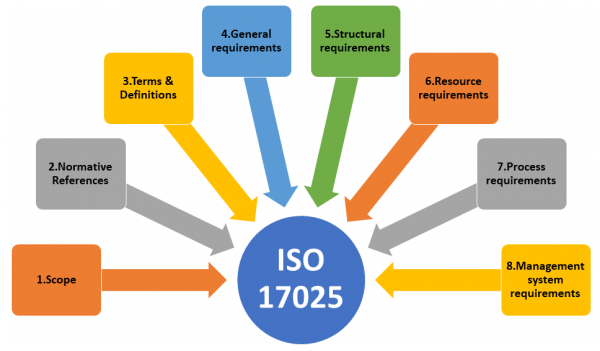 4.General
requirements
5.Structural
requirements
3.Terms &
Definitions
6.Resource
requirements
2.Normative
References
7.Process
requirements
1.Scope
ISO
17025
8.Management
system
requirements